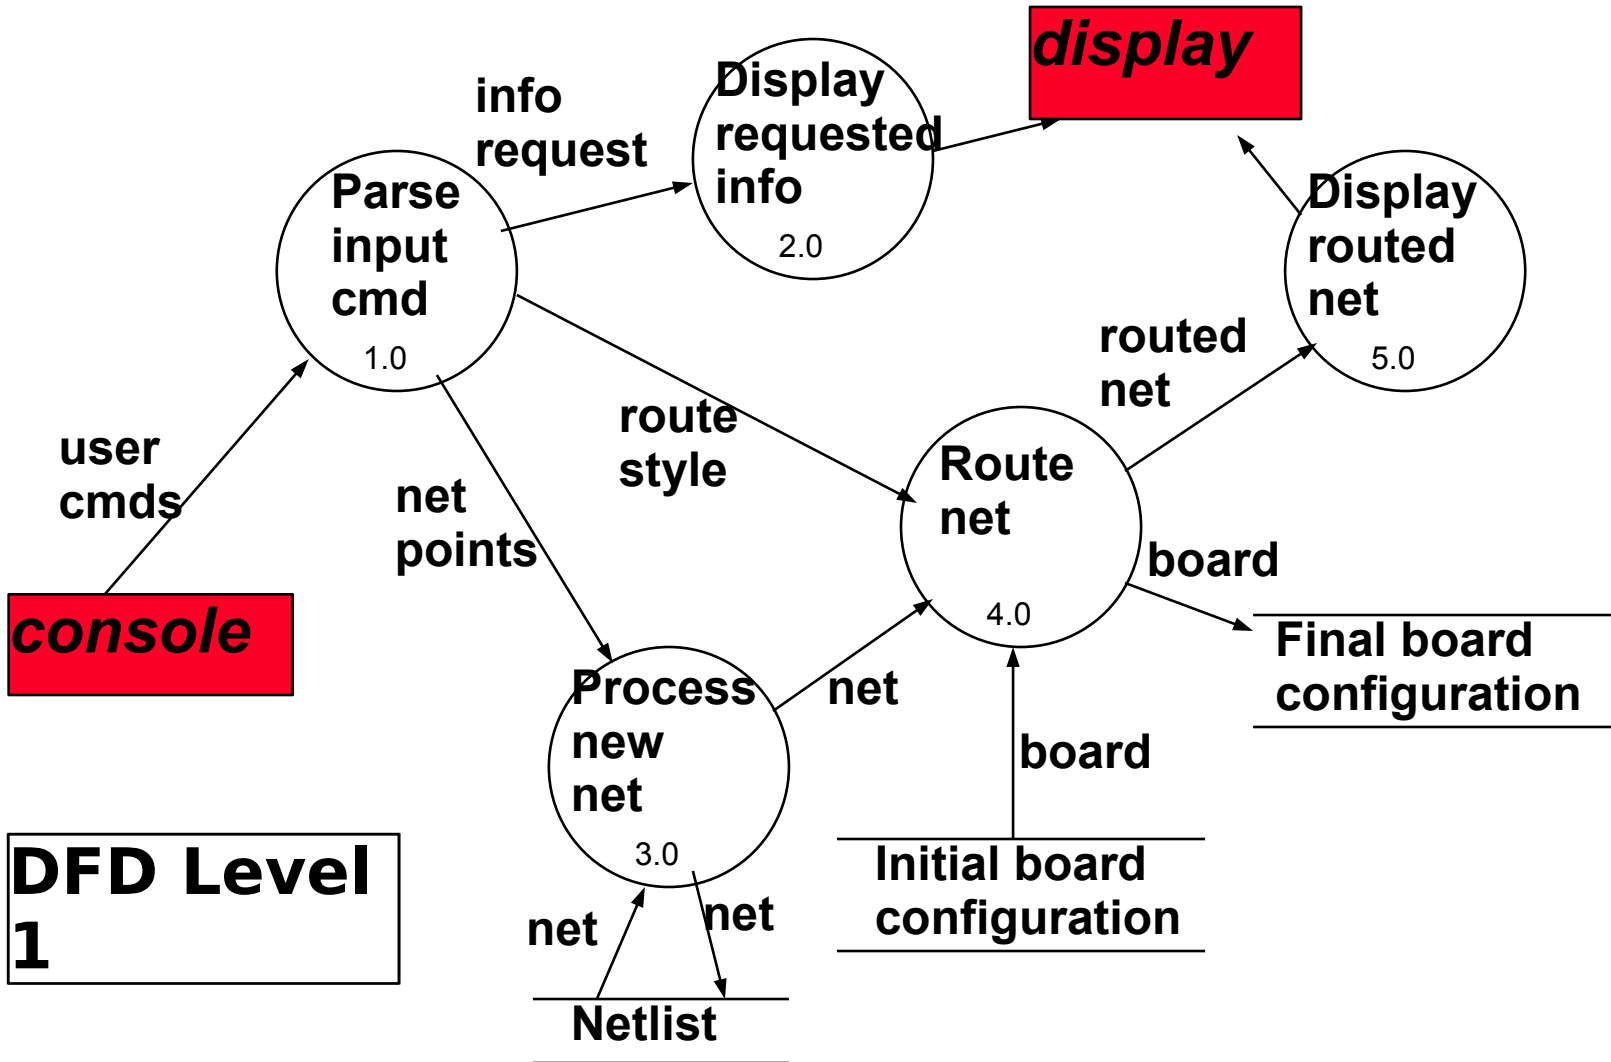 display
info
request
Display
requested
info
2.0
Parse
input
cmd
1.0
Display
routed
net
5.0
routed
net
route
style
user
cmds
net
points
Route
net
4.0
board
console
Final board
configuration
Process
new
net
3.0
net
board
DFD Level
1
Initial board
configuration
net
net
Netlist